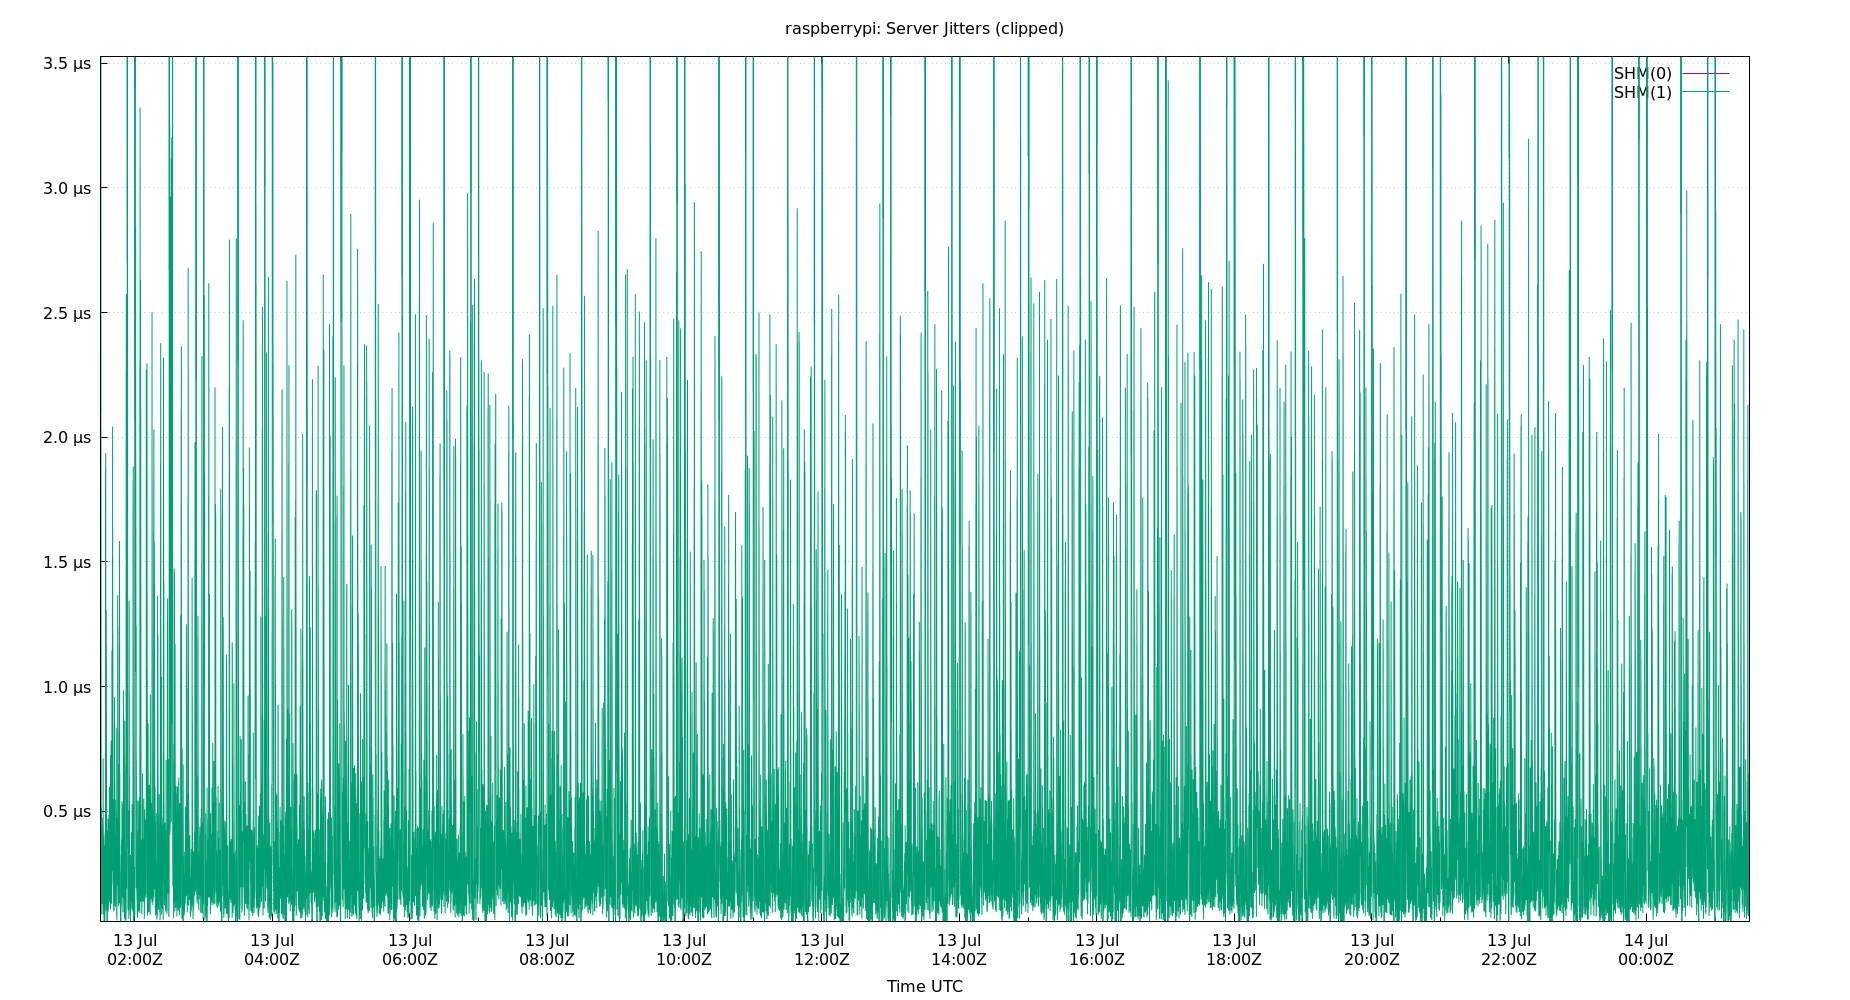 raspberrypi: Server Jitters (clipped)
3.5 µs
SHM(0)
SHM(1)
3.0 µs
2.5 µs
2.0 µs
1.5 µs
1.0 µs
0.5 µs
13 Jul 13 Jul 13 Jul 13 Jul 13 Jul 13 Jul 13 Jul 13 Jul 13 Jul 13 Jul 13 Jul 14 Jul
02:00Z 04:00Z 06:00Z 08:00Z 10:00Z 12:00Z 14:00Z 16:00Z 18:00Z 20:00Z 22:00Z 00:00Z
Time UTC